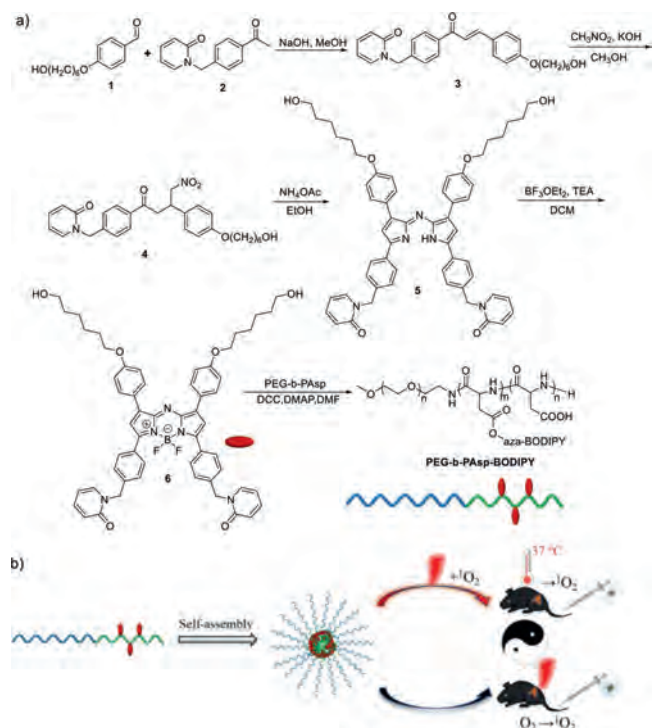 a)
HO(H2C)6
O
O
1
+
O
N
O
2
NaOH, MeOH
O
N
O
3
O(CH2)6OH
CH3NO2, KOH
CH3OH
O
N
O
NO2
O(CH2)6OH
4
NH4OAc
EtOH
HO
OH
O
O
N
N
HN
N
O
N
O
5
BF3OEt2, TEA
DCM
HO
OH
O
O
N
N
B
N
F
F
N
O
N
O
6
PEG-b-PAsp
DCC,DMAP,DMF
O
O
n
N
H
O
H
N
m
O
O
aza-BODIPY
O
H
N
m
H
COOH
PEG-b-PAsp-BODIPY
b)
Self-assembly
+1O2
37 °C
→1O2
O2→1O2